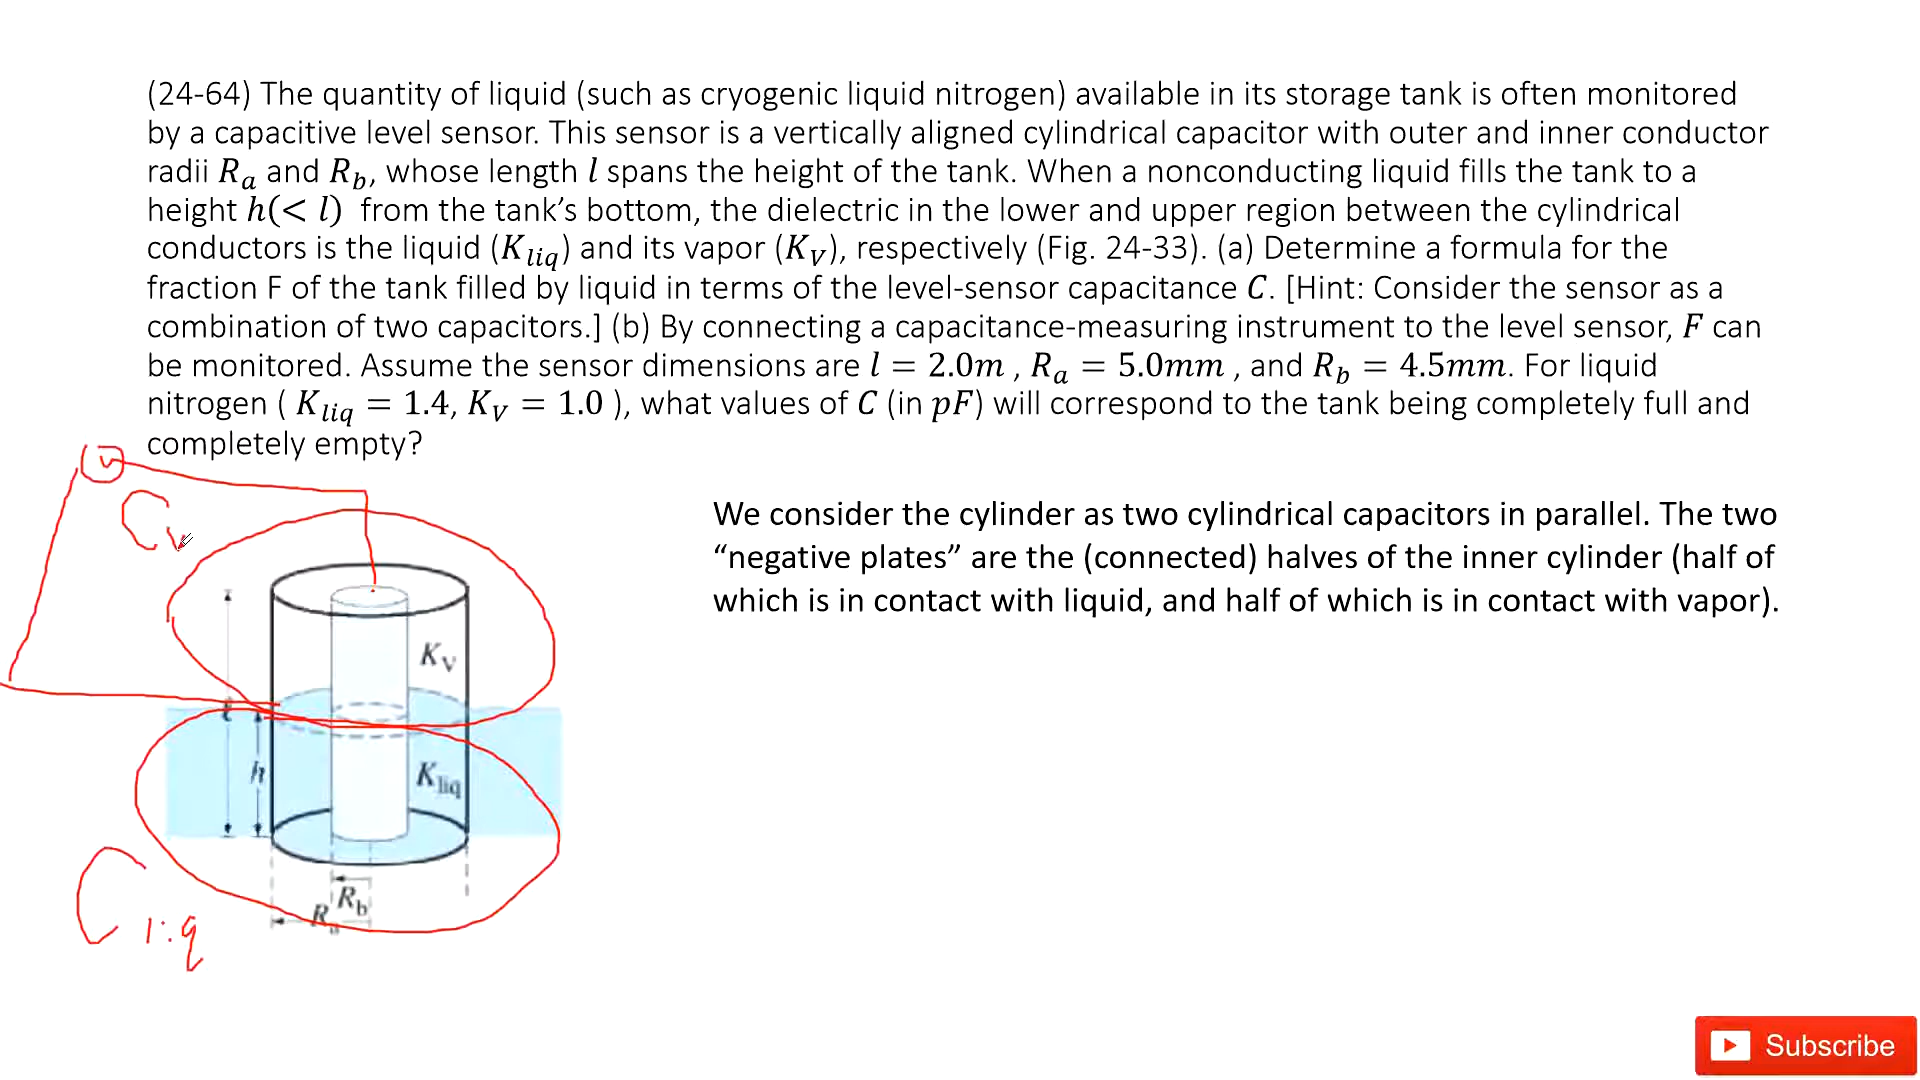 (24-64) The quantity of liquid (such as cryogenic liquid nitrogen) available in its storage tank is often monitored
by a capacitive level sensor. This sensor is a vertically aligned cylindrical capacitor with outer and inner conductor
radii Rₐ and R_b, whose length l spans the height of the tank. When a nonconducting liquid fills the tank to a
height h(< l) from the tank's bottom, the dielectric in the lower and upper region between the cylindrical
conductors is the liquid (K_liq) and its vapor (K_V), respectively (Fig. 24-33). (a) Determine a formula for the
fraction F of the tank filled by liquid in terms of the level-sensor capacitance C. [Hint: Consider the sensor as a
combination of two capacitors.] (b) By connecting a capacitance-measuring instrument to the level sensor, F can
be monitored. Assume the sensor dimensions are l = 2.0m , Rₐ = 5.0mm , and R_b = 4.5mm. For liquid
nitrogen ( K_liq = 1.4, K_V = 1.0 ), what values of C (in pF) will correspond to the tank being completely full and
completely empty?
We consider the cylinder as two cylindrical capacitors in parallel. The two
“negative plates” are the (connected) halves of the inner cylinder (half of
which is in contact with liquid, and half of which is in contact with vapor).
V
C_v
K_V
l
h
K_liq
R_b
R_a
C_liq
Subscribe